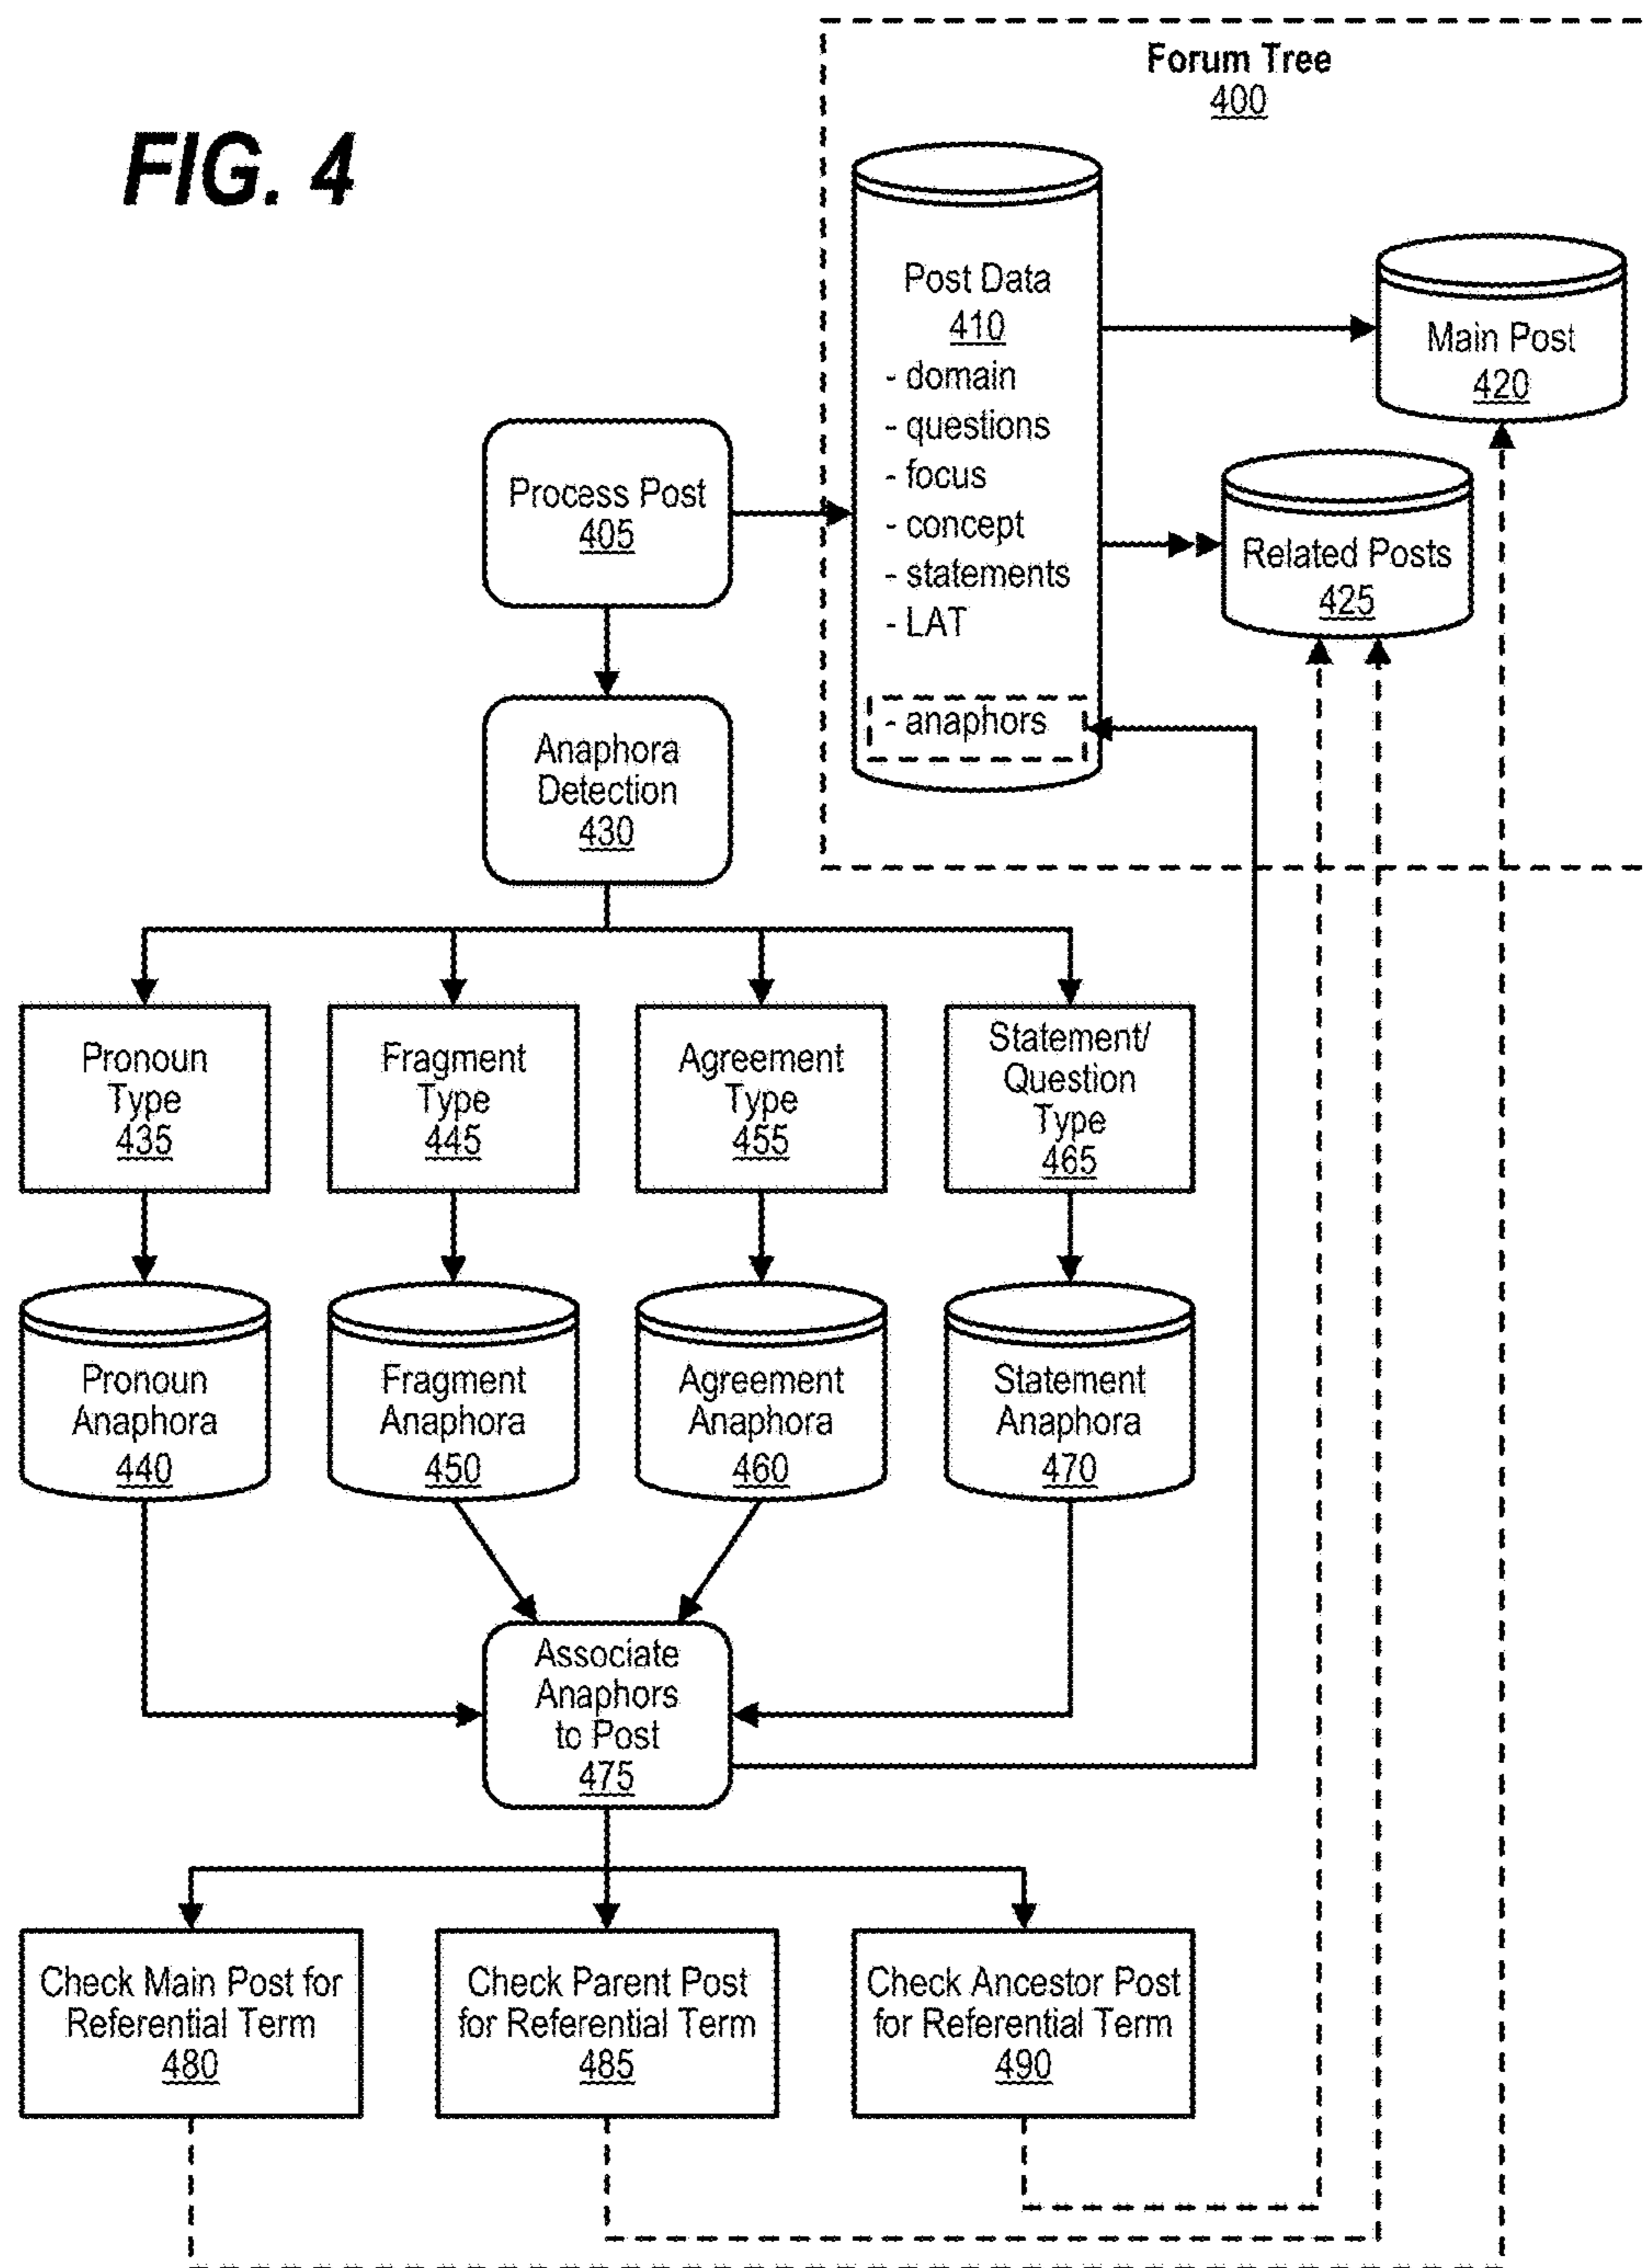 FIG. 4
Forum Tree
400
Post Data
410
- domain
- questions
- focus
- concept
- statements
- LAT
- anaphors
Main Post
420
Related Posts
425
Process Post
405
Anaphora
Detection
430
Pronoun
Type
435
Fragment
Type
445
Agreement
Type
455
Statement/
Question
Type
465
Pronoun
Anaphora
440
Fragment
Anaphora
450
Agreement
Anaphora
460
Statement
Anaphora
470
Associate
Anaphors
to Post
475
Check Main Post for
Referential Term
480
Check Parent Post
for Referential Term
485
Check Ancestor Post
for Referential Term
490